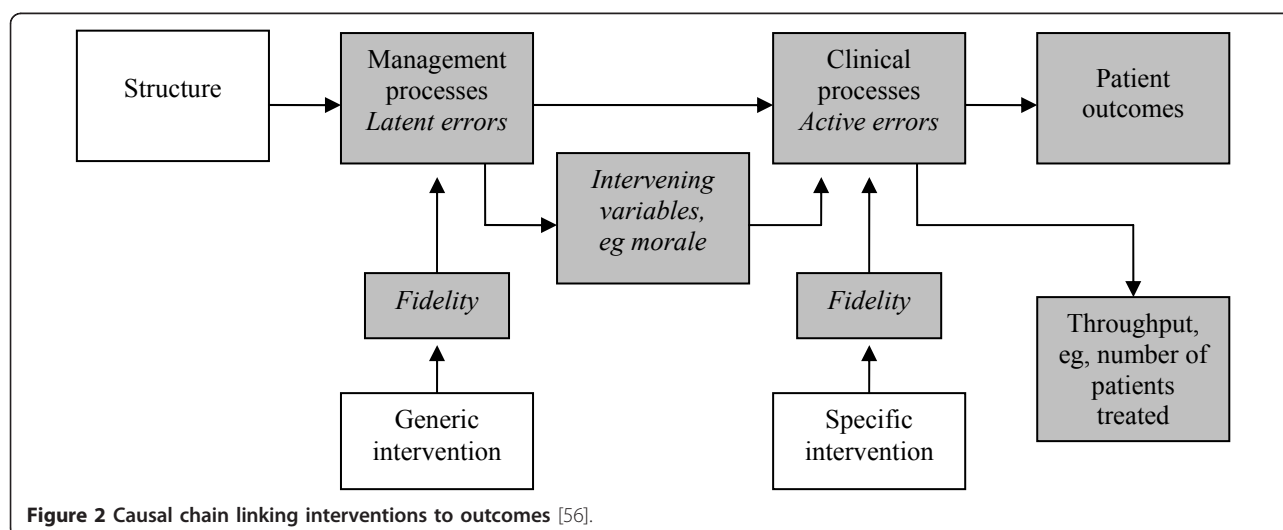 Structure
Management
processes
Latent errors
Clinical
processes
Active errors
Patient
outcomes
Intervening
variables,
eg morale
Fidelity
Fidelity
Throughput,
eg, number of
patients
treated
Generic
intervention
Specific
intervention
Figure 2 Causal chain linking interventions to outcomes [56].